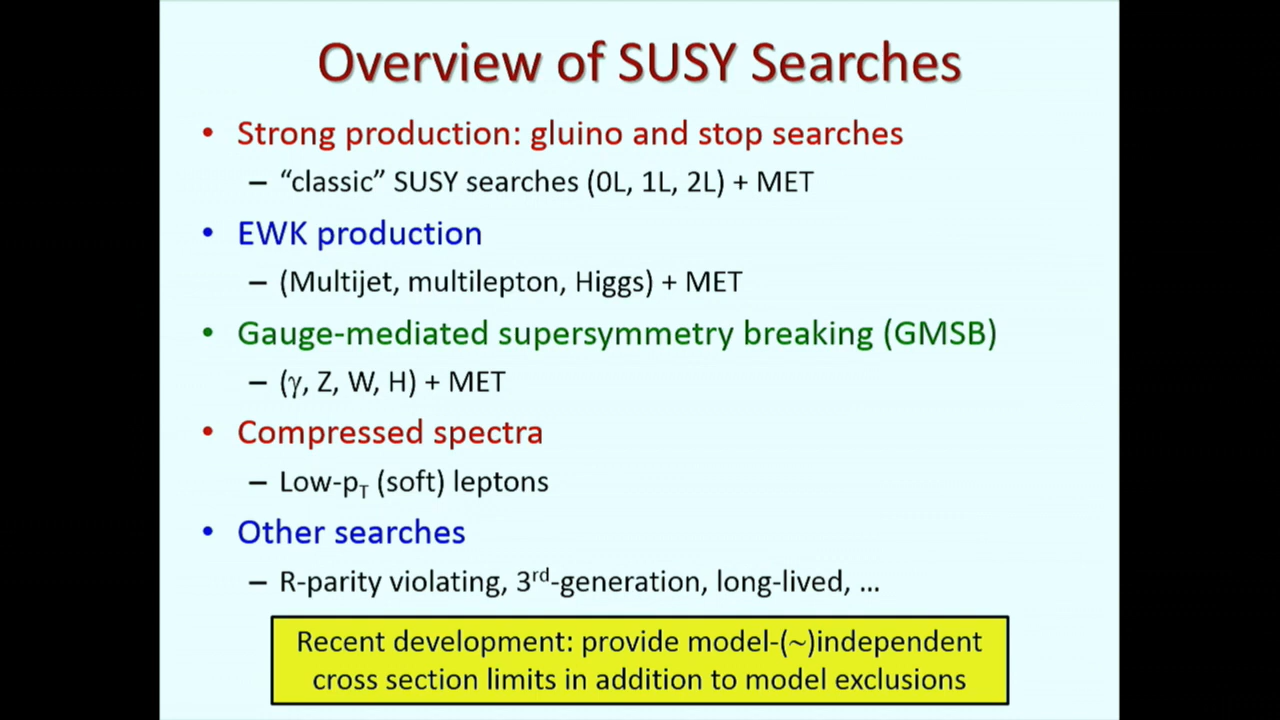 Overview of SUSY Searches
• Strong production: gluino and stop searches
– “classic” SUSY searches (0L, 1L, 2L) + MET
• EWK production
– (Multijet, multilepton, Higgs) + MET
• Gauge-mediated supersymmetry breaking (GMSB)
– (γ, Z, W, H) + MET
• Compressed spectra
– Low-pT (soft) leptons
• Other searches
– R-parity violating, 3rd-generation, long-lived, …
Recent development: provide model-(~)independent
cross section limits in addition to model exclusions